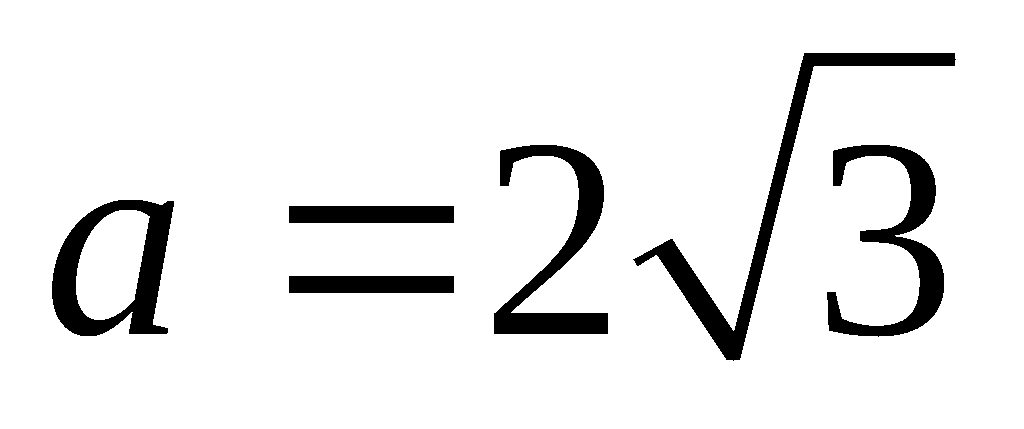 a = 2√3